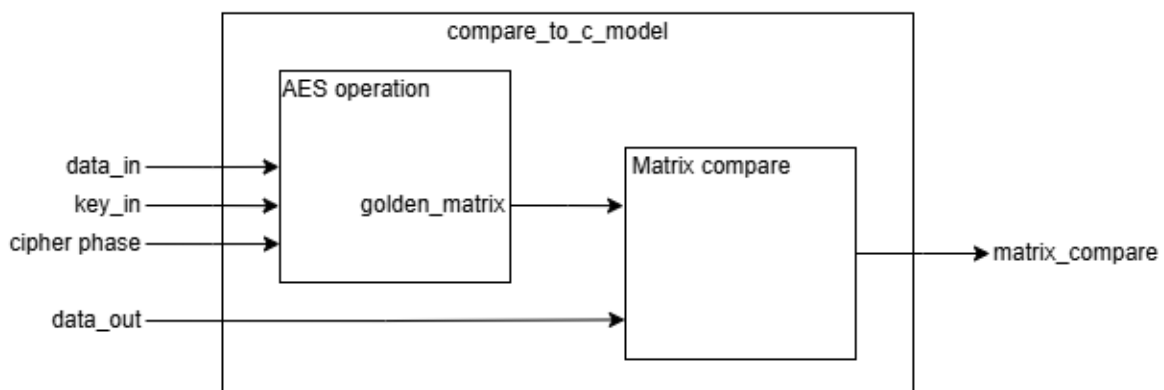 compare_to_c_model
AES operation
data_in
Matrix compare
key_in
golden_matrix
cipher phase
matrix_compare
data_out